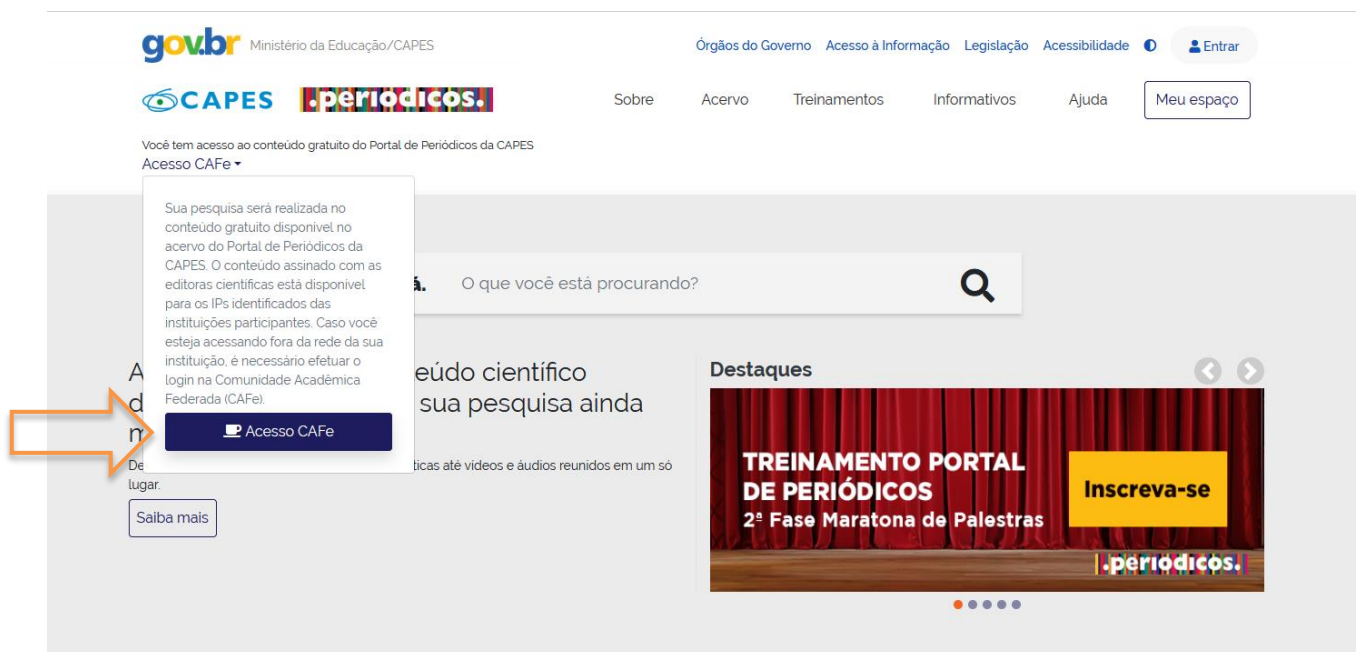 gov.br Ministério da Educação/CAPES Órgãos do Governo Acesso à Informação Legislação Acessibilidade Entrar
CAPES .periódicos. Sobre Acervo Treinamentos Informativos Ajuda Meu espaço
Você tem acesso ao conteúdo gratuito do Portal de Periódicos da CAPES
Acesso CAFe
Sua pesquisa será realizada no
conteúdo gratuito disponível no
acervo do Portal de Periódicos da
CAPES. O conteúdo assinado com as
editoras científicas está disponível
para os IPs identificados das
instituições participantes. Caso você
esteja acessando fora da rede da sua
instituição, é necessário efetuar o
login na Comunidade Acadêmica
Federada (CAFe).
Acesso CAFe
á. O que você está procurando?
A eúdo científico
d sua pesquisa ainda
m
De ticas até vídeos e áudios reunidos em um só
lugar.
Saiba mais
Destaques
TREINAMENTO PORTAL
DE PERIÓDICOS
2ª Fase Maratona de Palestras
Inscreva-se
.periódicos.